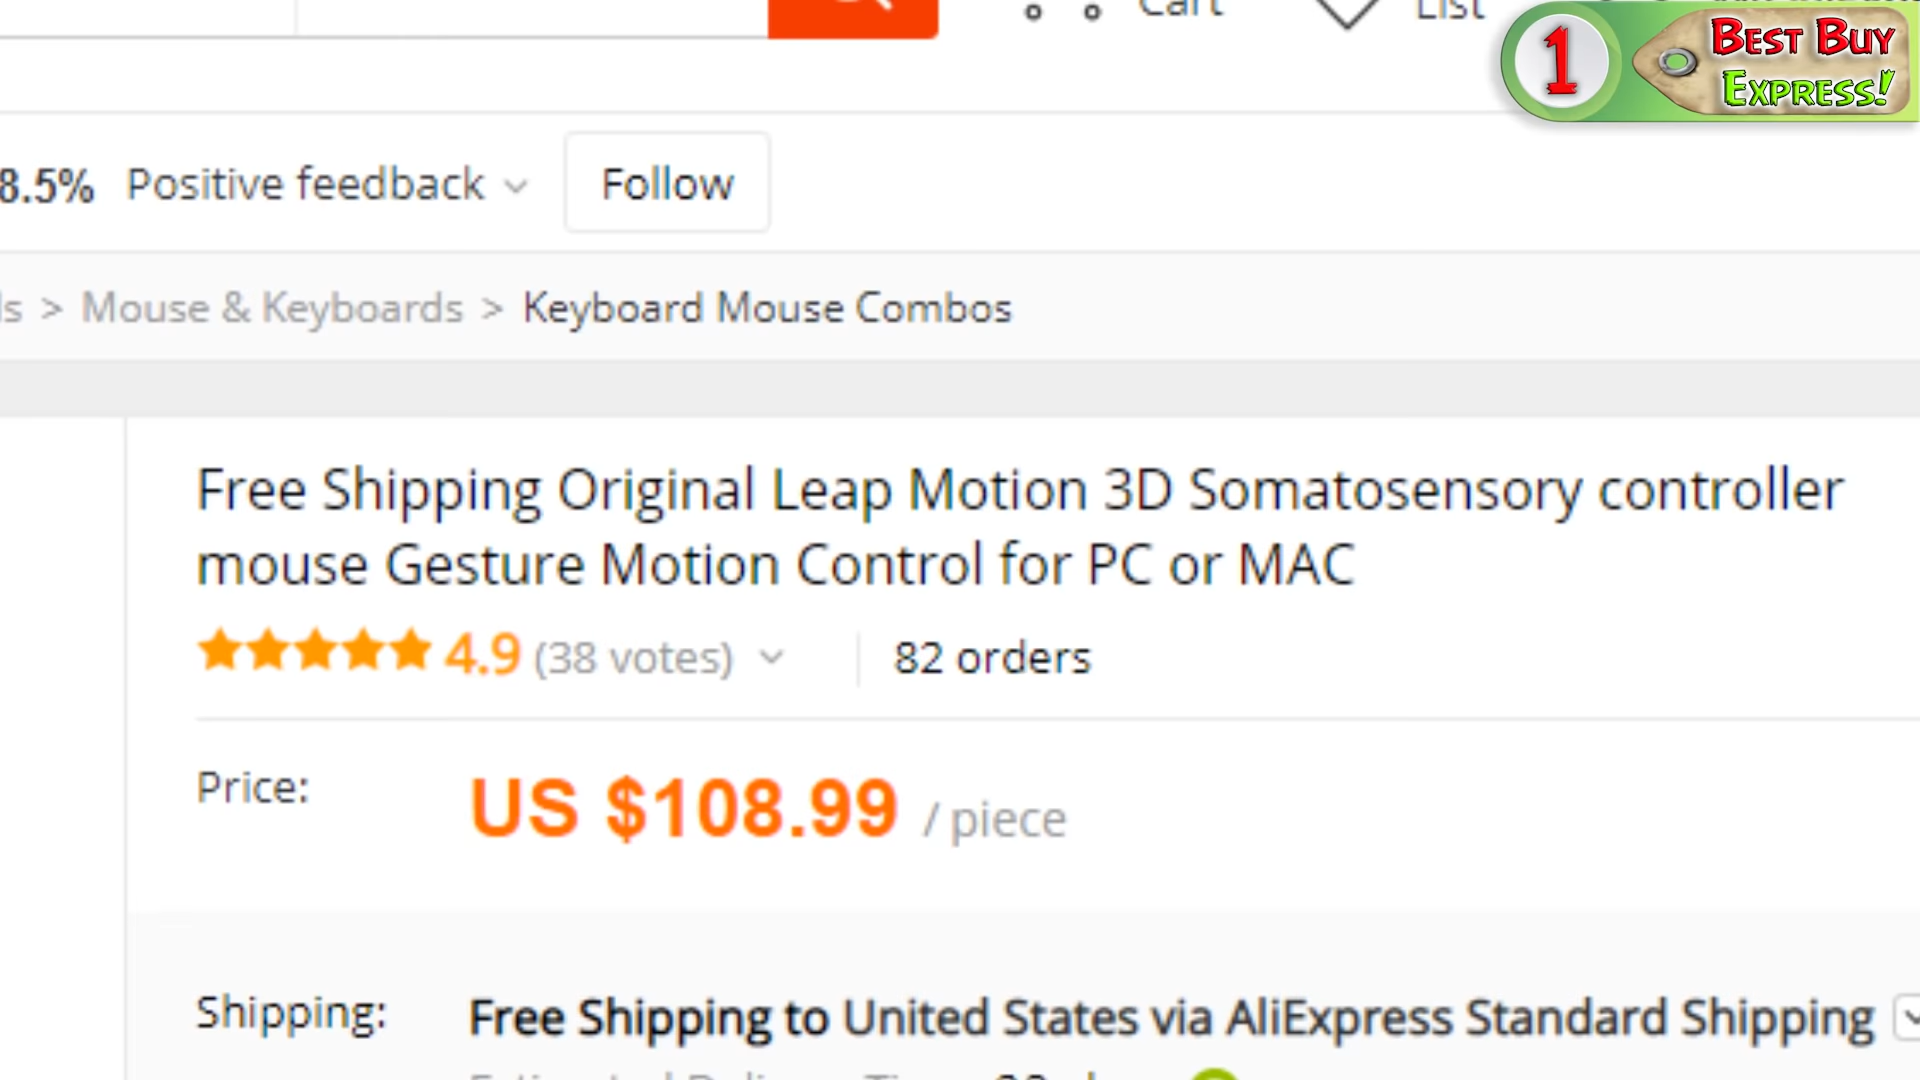 Cart
List
1
BEST BUY
EXPRESS!
8.5% Positive feedback
Follow
> Mouse & Keyboards > Keyboard Mouse Combos
Free Shipping Original Leap Motion 3D Somatosensory controller
mouse Gesture Motion Control for PC or MAC
4.9 (38 votes)
82 orders
Price:
US $108.99 / piece
Shipping:
Free Shipping to United States via AliExpress Standard Shipping